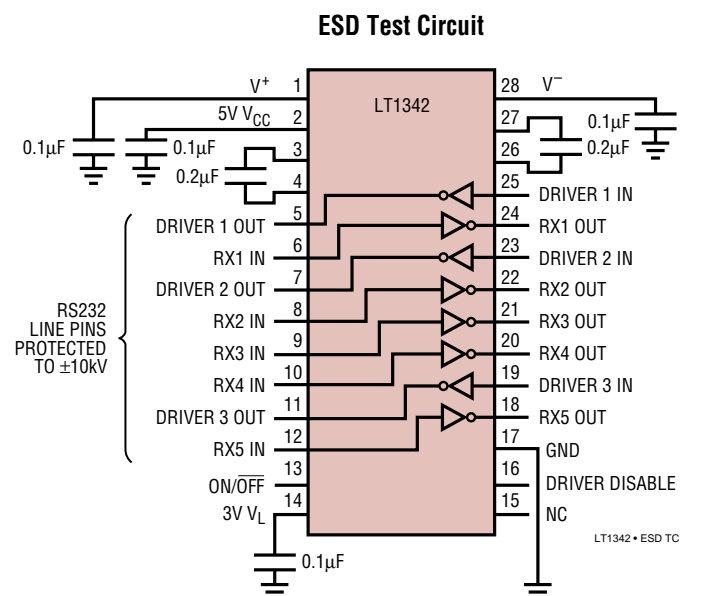 ESD Test Circuit
V+ 1 28 V–
LT1342
5V VCC 2 27
0.1µF 0.1µF 3 26 0.1µF 0.2µF
0.2µF 4 25 DRIVER 1 IN
DRIVER 1 OUT 5 24 RX1 OUT
RX1 IN 6 23 DRIVER 2 IN
DRIVER 2 OUT 7 22 RX2 OUT
RX2 IN 8 21 RX3 OUT
RX3 IN 9 20 RX4 OUT
RX4 IN 10 19 DRIVER 3 IN
DRIVER 3 OUT 11 18 RX5 OUT
RX5 IN 12 17 GND
RS232
LINE PINS
PROTECTED
TO ±10kV
ON/OFF 13 16 DRIVER DISABLE
3V VL 14 15 NC
0.1µF
LT1342 • ESD TC